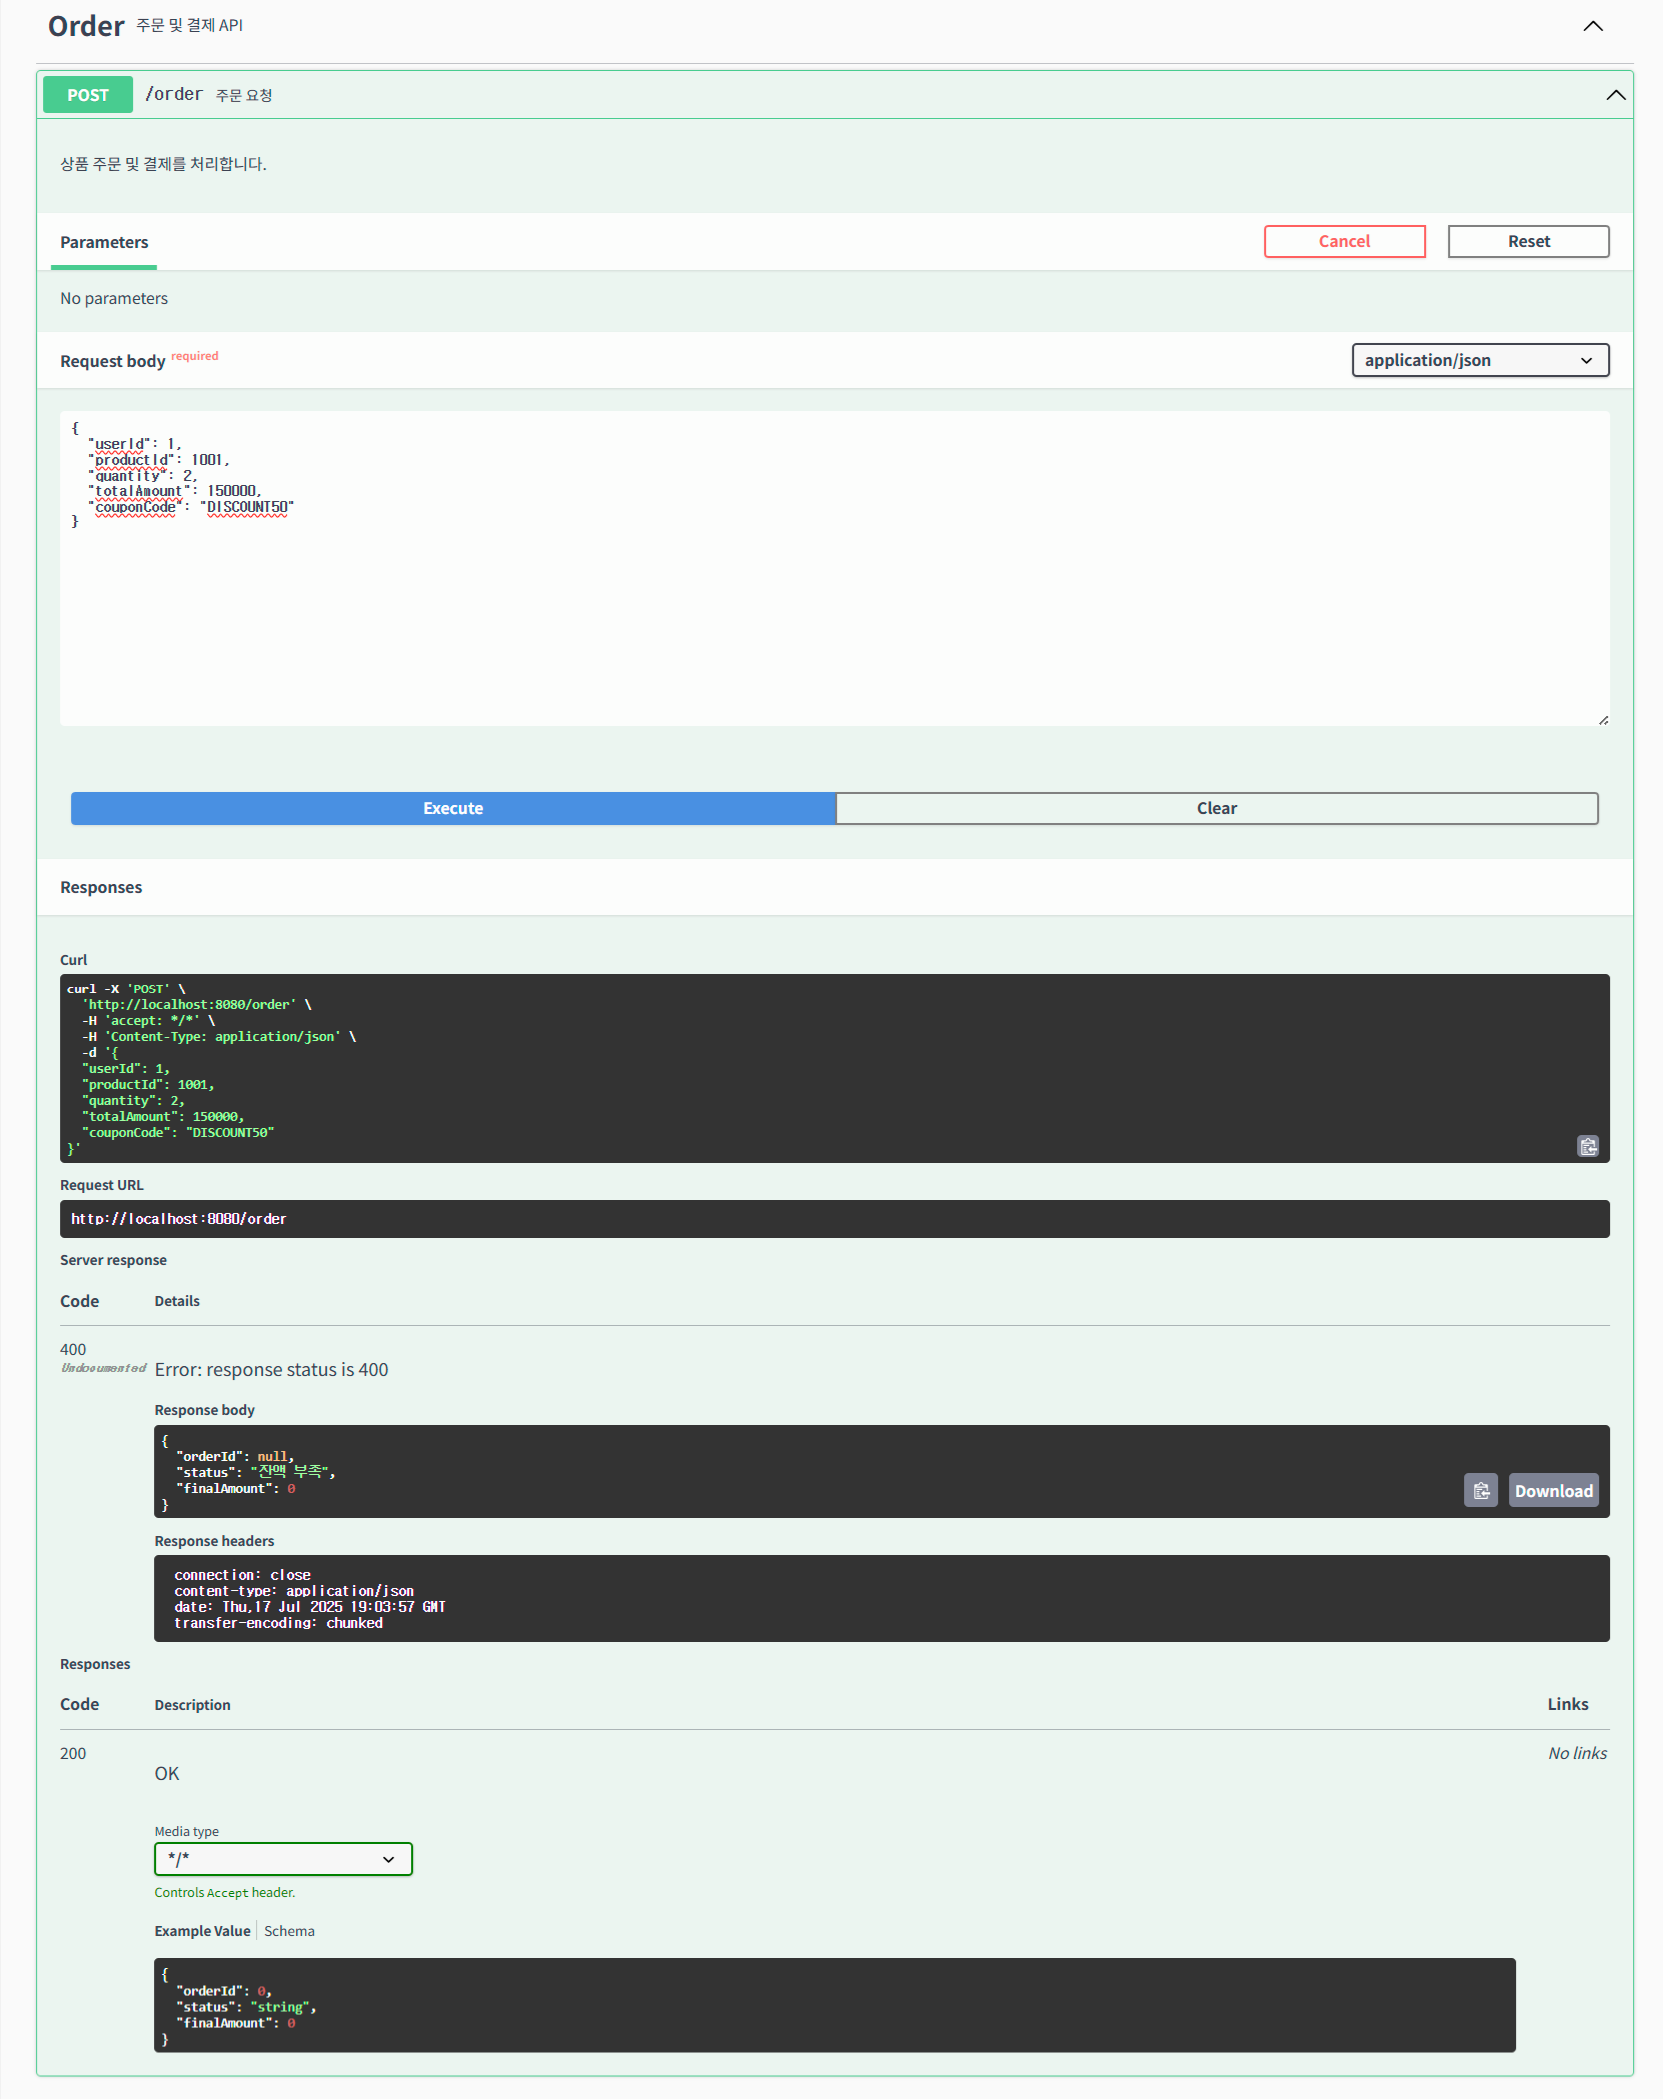 Order 주문 및 결제 API
POST /order 주문 요청
상품 주문 및 결제를 처리합니다.
Parameters
Cancel
Reset
No parameters
Request body required
application/json
{
  "userId": 1,
  "productId": 1001,
  "quantity": 2,
  "totalAmount": 150000,
  "couponCode": "DISCOUNT50"
}
Execute
Clear
Responses
Curl
curl -X 'POST' \
  'http://localhost:8080/order' \
  -H 'accept: */*' \
  -H 'Content-Type: application/json' \
  -d '{
  "userId": 1,
  "productId": 1001,
  "quantity": 2,
  "totalAmount": 150000,
  "couponCode": "DISCOUNT50"
}'
Request URL
http://localhost:8080/order
Server response
Code Details
400
Undocumented
Error: response status is 400
Response body
{
  "orderId": null,
  "status": "잔액 부족",
  "finalAmount": 0
}
Download
Response headers
connection: close
content-type: application/json
date: Thu,17 Jul 2025 19:03:57 GMT
transfer-encoding: chunked
Responses
Code Description Links
200
No links
OK
Media type
*/*
Controls Accept header.
Example Value Schema
{
  "orderId": 0,
  "status": "string",
  "finalAmount": 0
}